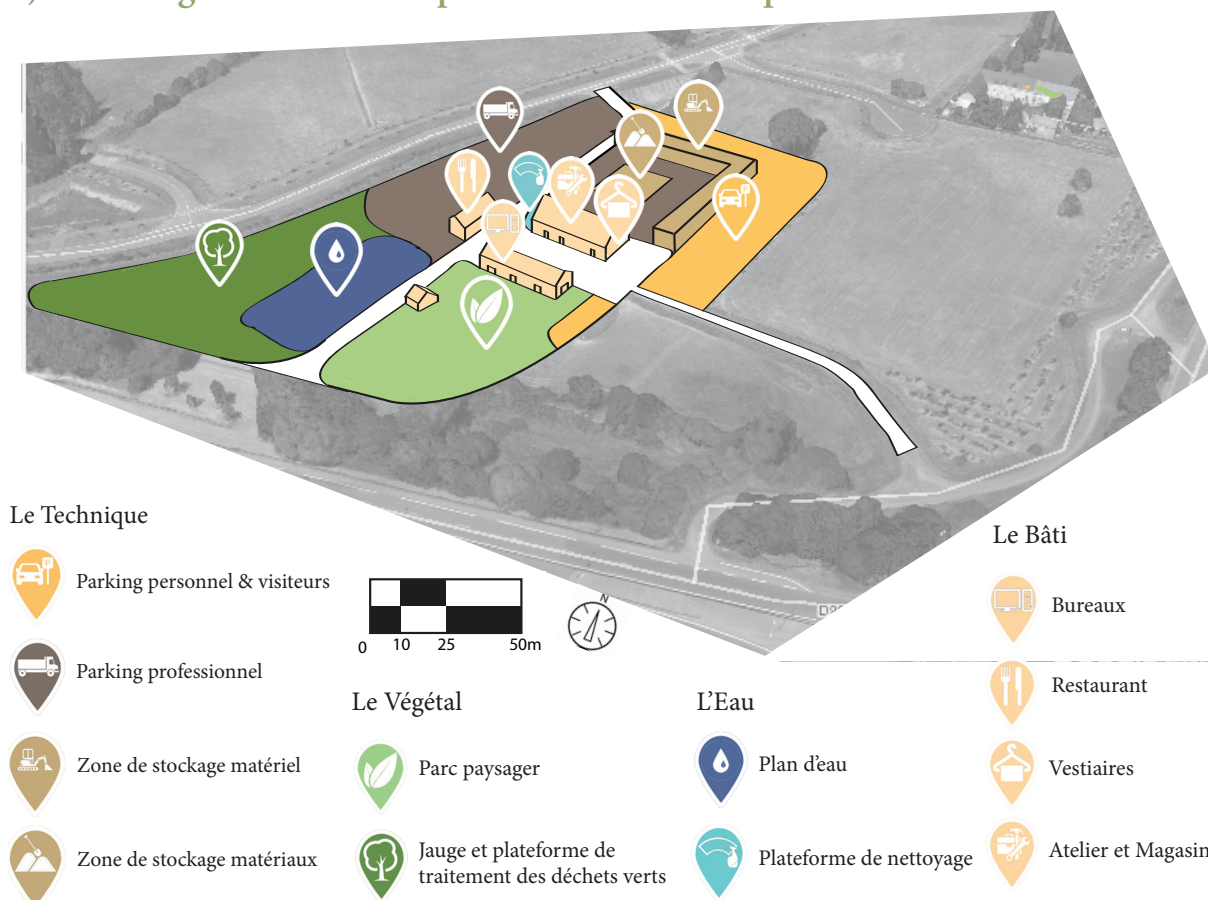 Le Technique
Parking personnel & visiteurs
Parking professionnel
Zone de stockage matériel
Zone de stockage matériaux
0 10 25 50m
N
Le Végétal
Parc paysager
Jauge et plateforme de
traitement des déchets verts
L'Eau
Plan d'eau
Plateforme de nettoyage
Le Bâti
Bureaux
Restaurant
Vestiaires
Atelier et Magasin